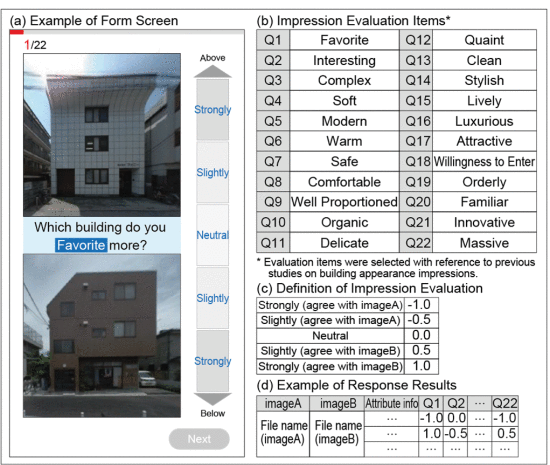 (a) Example of Form Screen
1/22
Above
Strongly
Slightly
Which building do you
Favorite more?
Neutral
Slightly
Strongly
Below
Next
(b) Impression Evaluation Items*
Q1 Favorite Q12 Quaint
Q2 Interesting Q13 Clean
Q3 Complex Q14 Stylish
Q4 Soft Q15 Lively
Q5 Modern Q16 Luxurious
Q6 Warm Q17 Attractive
Q7 Safe Q18 Willingness to Enter
Q8 Comfortable Q19 Orderly
Q9 Well Proportioned Q20 Familiar
Q10 Organic Q21 Innovative
Q11 Delicate Q22 Massive
* Evaluation items were selected with reference to previous
studies on building appearance impressions.
(c) Definition of Impression Evaluation
Strongly (agree with imageA) -1.0
Slightly (agree with imageA) -0.5
Neutral 0.0
Slightly (agree with imageB) 0.5
Strongly (agree with imageB) 1.0
(d) Example of Response Results
imageA imageB Attribute info Q1 Q2 ... Q22
File name (imageA) File name (imageB) ... -1.0 0.0 ... -1.0
... 1.0 -0.5 ... 0.5
... ... ... ... ...